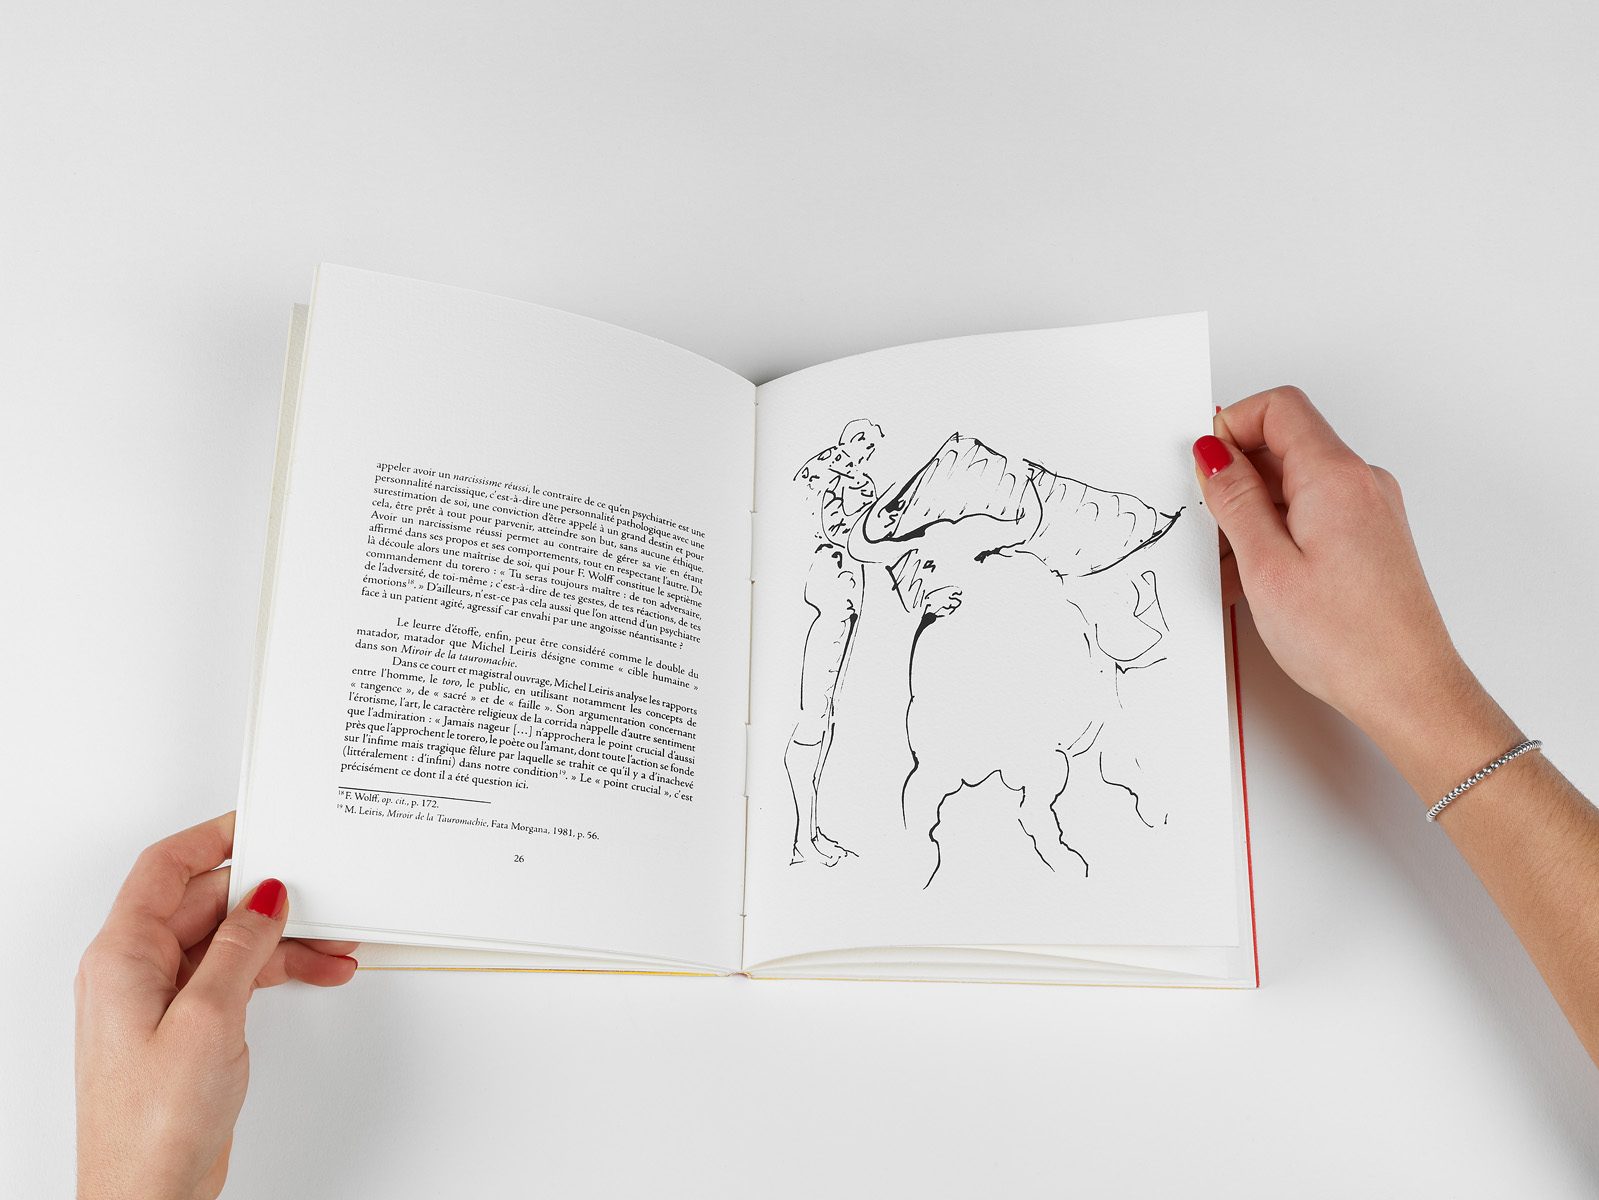 appeler avoir un narcissisme réussi, le contraire de ce qu'en psychiatrie est une
personnalité narcissique, c'est-à-dire une personnalité pathologique avec une
surestimation de soi, une conviction d'être appelé à un grand destin et pour
cela, être prêt à tout pour parvenir, atteindre son but, sans aucune éthique.
Avoir un narcissisme réussi permet au contraire de gérer sa vie en étant
affirmé dans ses propos et ses comportements, tout en respectant l'autre. De
là découle alors une maîtrise de soi, qui pour F. Wolff constitue le septième
commandement du torero : « Tu seras toujours maître : de ton adversaire,
de l'adversité, de toi-même ; c'est-à-dire de tes gestes, de tes réactions, de tes
émotions¹⁸. » D'ailleurs, n'est-ce pas cela aussi que l'on attend d'un psychiatre
face à un patient agité, agressif car envahi par une angoisse néantisante ?
Le leurre d'étoffe, enfin, peut être considéré comme le double du
matador, matador que Michel Leiris désigne comme « cible humaine »
dans son Miroir de la tauromachie.
Dans ce court et magistral ouvrage, Michel Leiris analyse les rapports
entre l'homme, le toro, le public, en utilisant notamment les concepts de
« tangence », de « sacré » et de « faille ». Son argumentation concernant
l'érotisme, l'art, le caractère religieux de la corrida n'appelle d'autre sentiment
que l'admiration : « Jamais nageur […] n'approchera le point crucial d'aussi
près que l'approchent le torero, le poète ou l'amant, dont toute l'action se fonde
sur l'infime mais tragique fêlure par laquelle se trahit ce qu'il y a d'inachevé
(littéralement : d'infini) dans notre condition¹⁹. » Le « point crucial », c'est
précisément ce dont il a été question ici.
¹⁸ F. Wolff, op. cit., p. 172.
¹⁹ M. Leiris, Miroir de la Tauromachie, Fata Morgana, 1981, p. 56.
26